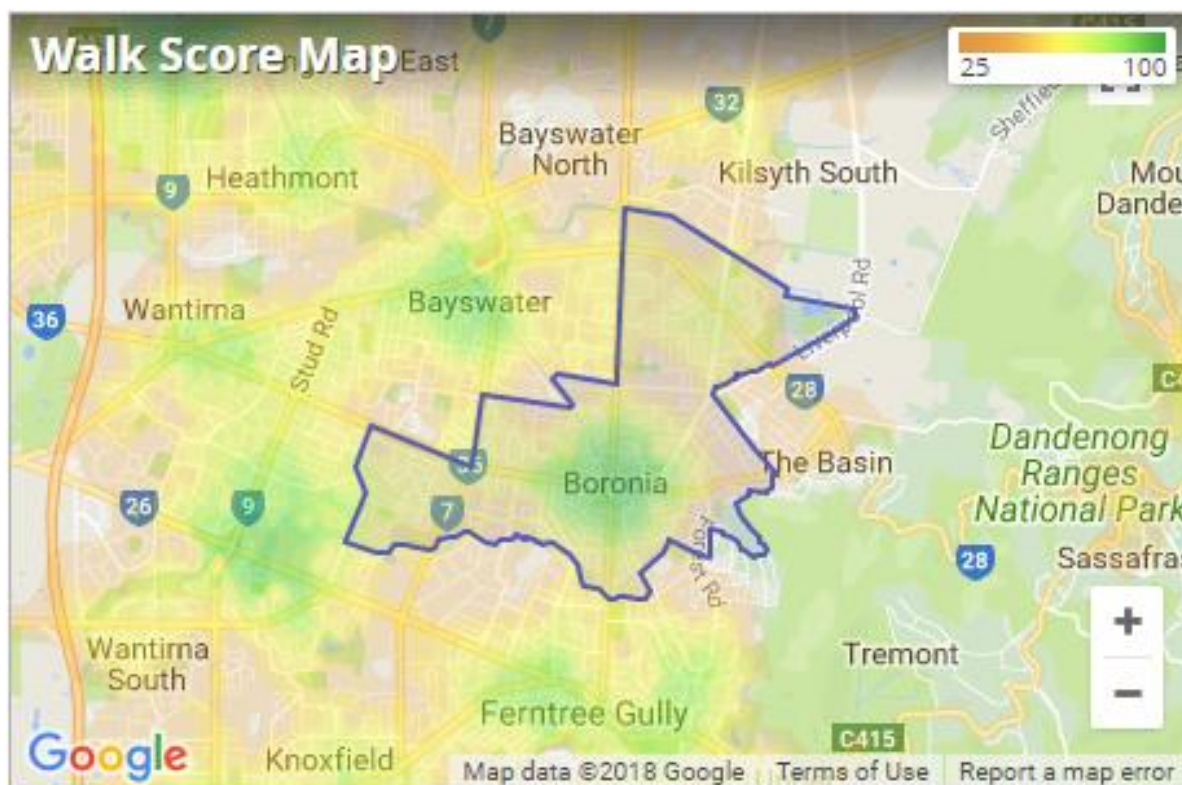 C415
Walk Score Map
East
25 100
7
32
Sheffield
Bayswater
North
Heathmont
9
Kilsyth South
Wantirna
Bayswater
36
Stud Rd
Liverpool Rd
28
Boronia
The Basin
Dandenong
Ranges
National Park
26
9
7
Forest Rd
28
Sassafras
Wantirna
South
Tremont
+
−
Ferntree Gully
Knoxfield
C415
Google
Map data ©2018 Google
Terms of Use
Report a map error